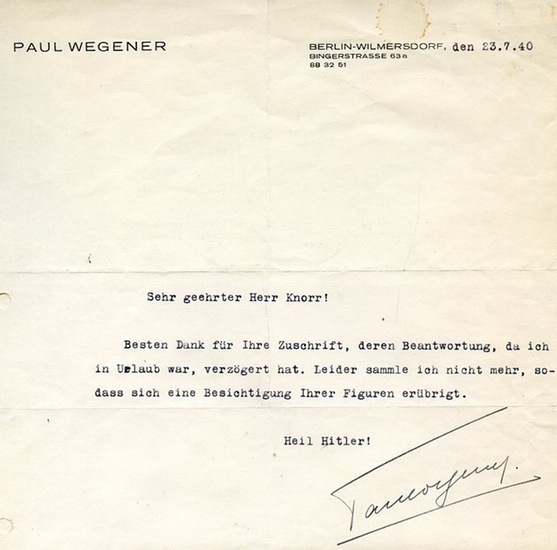 PAUL WEGENER
BERLIN-WILMERSDORF, den 23.7.40
BINGERSTRASSE 63a
88 32 51
Sehr geehrter Herr Knorr!
Besten Dank für Ihre Zuschrift, deren Beantwortung, da ich
in Urlaub war, verzögert hat. Leider sammle ich nicht mehr, so-
dass sich eine Besichtigung Ihrer Figuren erübrigt.
Heil Hitler!